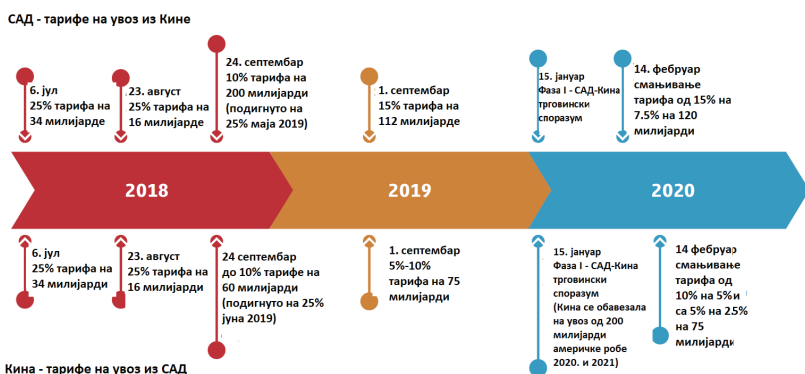 САД - тарифе на увоз из Кине
6. јул
25% тарифа на
34 милијарде
23. август
25% тарифа на
16 милијарди
24. септембар
10% тарифа на
200 милијарди
(подигнуто на
25% маја 2019)
1. септембар
15% тарифа на
112 милијарде
15. јануар
Фаза I - САД-Кина
трговински
споразум
14. фебруар
смањивање
тарифа од 15% на
7.5% на 120
милијарди
2018
2019
2020
6. јул
25% тарифа на
34 милијарди
23. август
25% тарифа на
16 милијарди
24 септембар
до 10% тарифе на
60 милијарди
(подигнуто на 25%
јуна 2019)
1. септембар
5%-10%
тарифа на 75
милијарди
15. јануар
Фаза I - САД-Кина
трговински
споразум
(Кина се обавезала
на увоз од 200
милијарди
америчке робе
2020. и 2021)
14 фебруар
смањивање
тарифа од
10% на 5%и
са 5% на 2.5%
на 75
милијарди
Кина - тарифе на увоз из САД